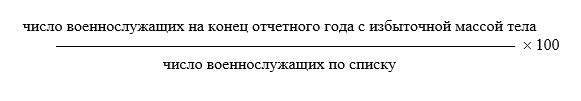 число военнослужащих на конец отчетного года с избыточной массой тела
× 100
число военнослужащих по списку